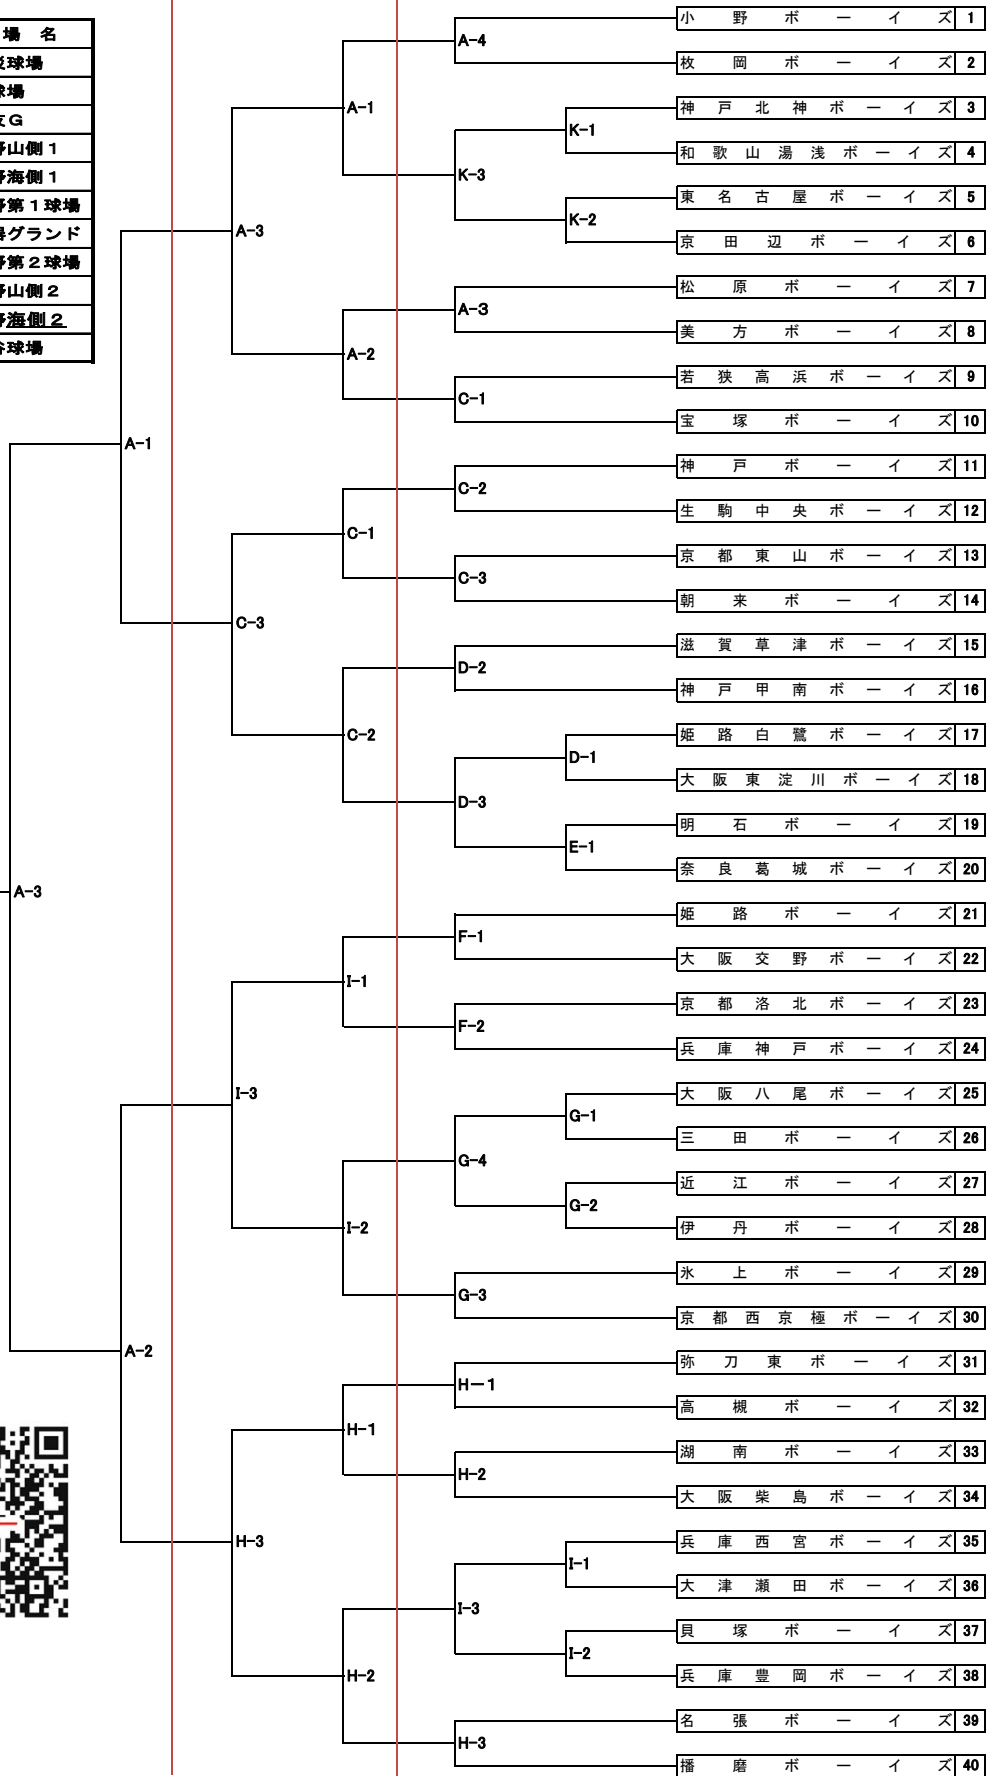 場 名
球場
球場
G
山側１
海側１
第１球場
グランド
第２球場
山側２
海側２
球場
小野ボーイズ 1
A-4
枚岡ボーイズ 2
A-1
神戸北神ボーイズ 3
K-1
和歌山湯浅ボーイズ 4
K-3
東名古屋ボーイズ 5
K-2
A-3
京田辺ボーイズ 6
松原ボーイズ 7
A-3
美方ボーイズ 8
A-2
若狭高浜ボーイズ 9
C-1
宝塚ボーイズ 10
A-1
神戸ボーイズ 11
C-2
生駒中央ボーイズ 12
C-1
京都東山ボーイズ 13
C-3
朝来ボーイズ 14
C-3
滋賀草津ボーイズ 15
D-2
神戸甲南ボーイズ 16
C-2
姫路白鷺ボーイズ 17
D-1
大阪東淀川ボーイズ 18
D-3
明石ボーイズ 19
E-1
奈良葛城ボーイズ 20
A-3
姫路ボーイズ 21
F-1
大阪交野ボーイズ 22
I-1
京都洛北ボーイズ 23
F-2
兵庫神戸ボーイズ 24
I-3
大阪八尾ボーイズ 25
G-1
三田ボーイズ 26
G-4
近江ボーイズ 27
G-2
I-2
伊丹ボーイズ 28
氷上ボーイズ 29
G-3
京都西京極ボーイズ 30
A-2
弥刀東ボーイズ 31
H－1
高槻ボーイズ 32
H-1
湖南ボーイズ 33
H-2
大阪柴島ボーイズ 34
H-3
兵庫西宮ボーイズ 35
I-1
大津瀬田ボーイズ 36
I-3
貝塚ボーイズ 37
I-2
H-2
兵庫豊岡ボーイズ 38
名張ボーイズ 39
H-3
播磨ボーイズ 40